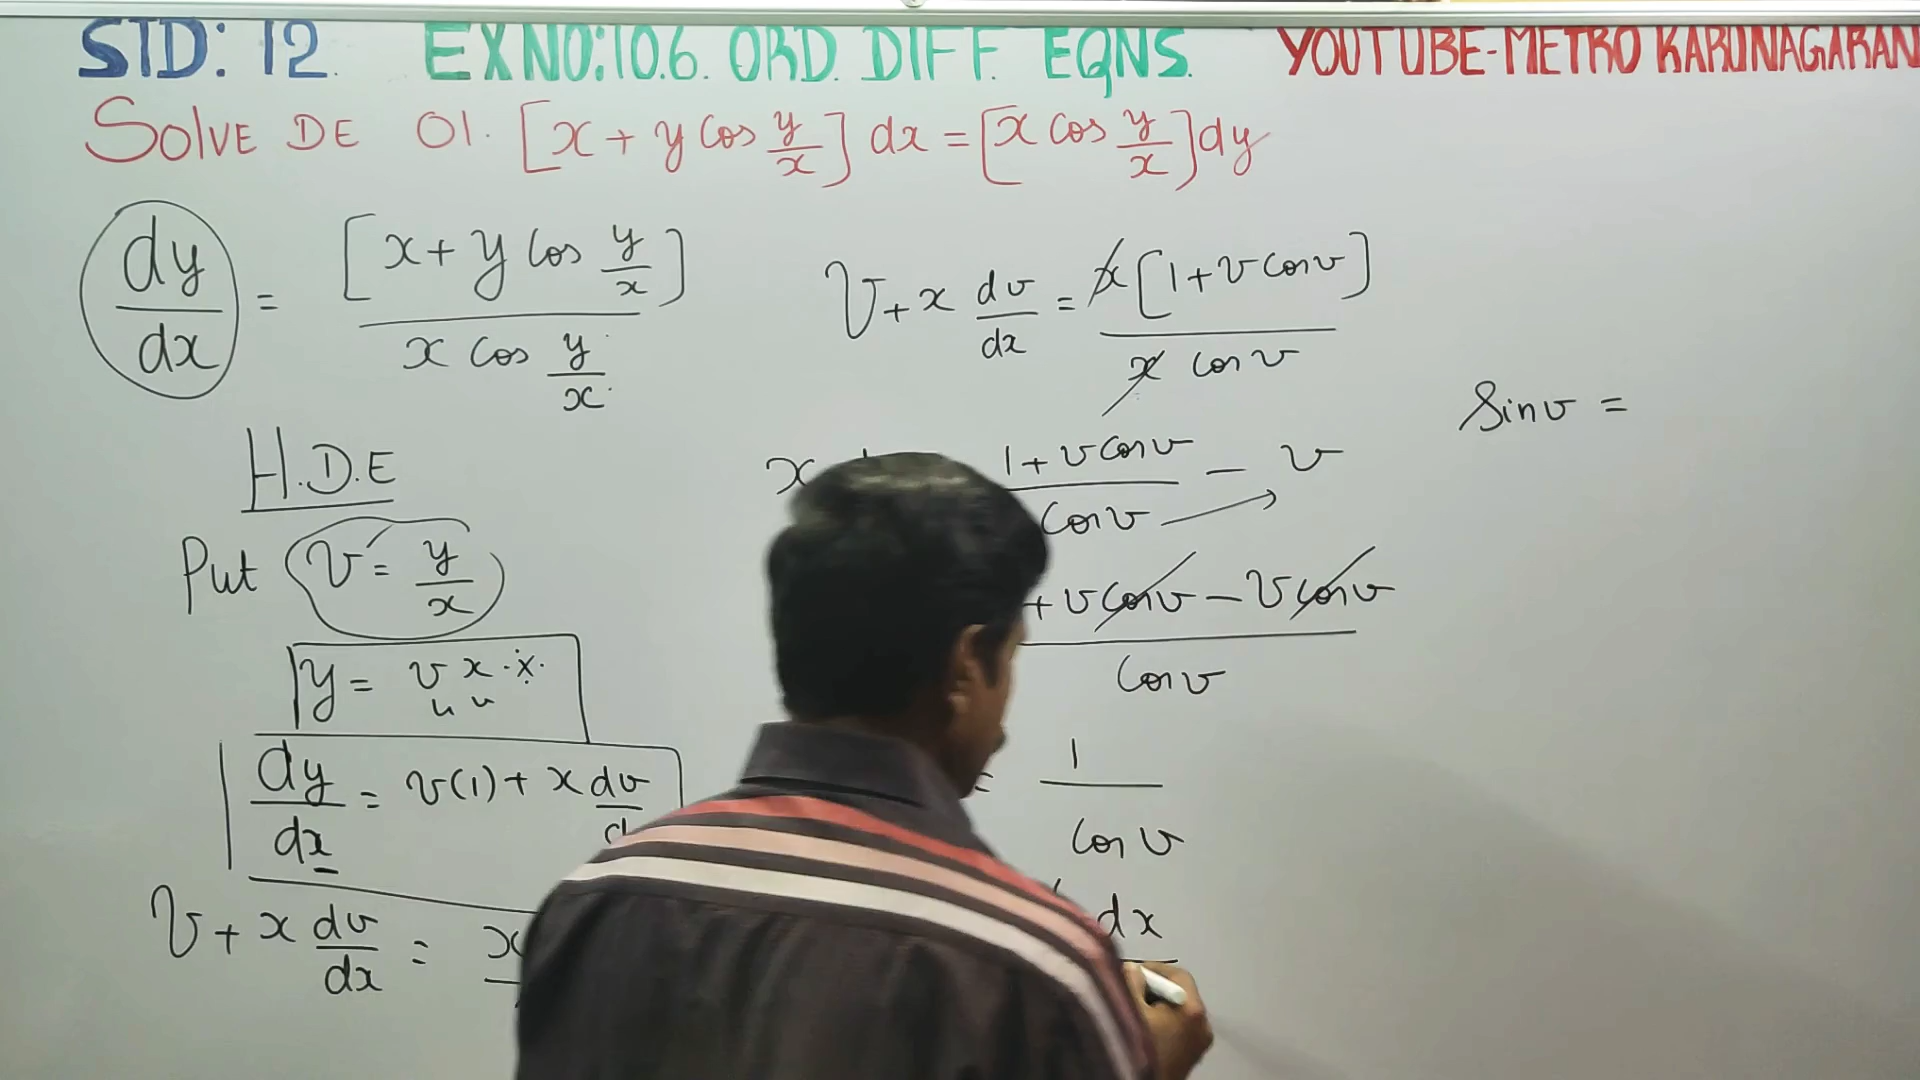 STD: 12. EX NO:10.6. ORD. DIFF. EQNS. YOUTUBE-METRO KARUNAGARAN
SOLVE DE 01. [x + y cos y/x] dx = [x cos y/x] dy
dy/dx = [x + y cos y/x] / x cos y/x
H.D.E
Put v = y/x
y = v x
dy/dx = v(1) + x dv
v + x dv/dx = x
v + x dv/dx = x[1 + v cos v] / x cos v
x 1 + v cos v / cos v - v
+ v cos v - v cos v / cos v
= 1 / cos v
dx
Sin v =